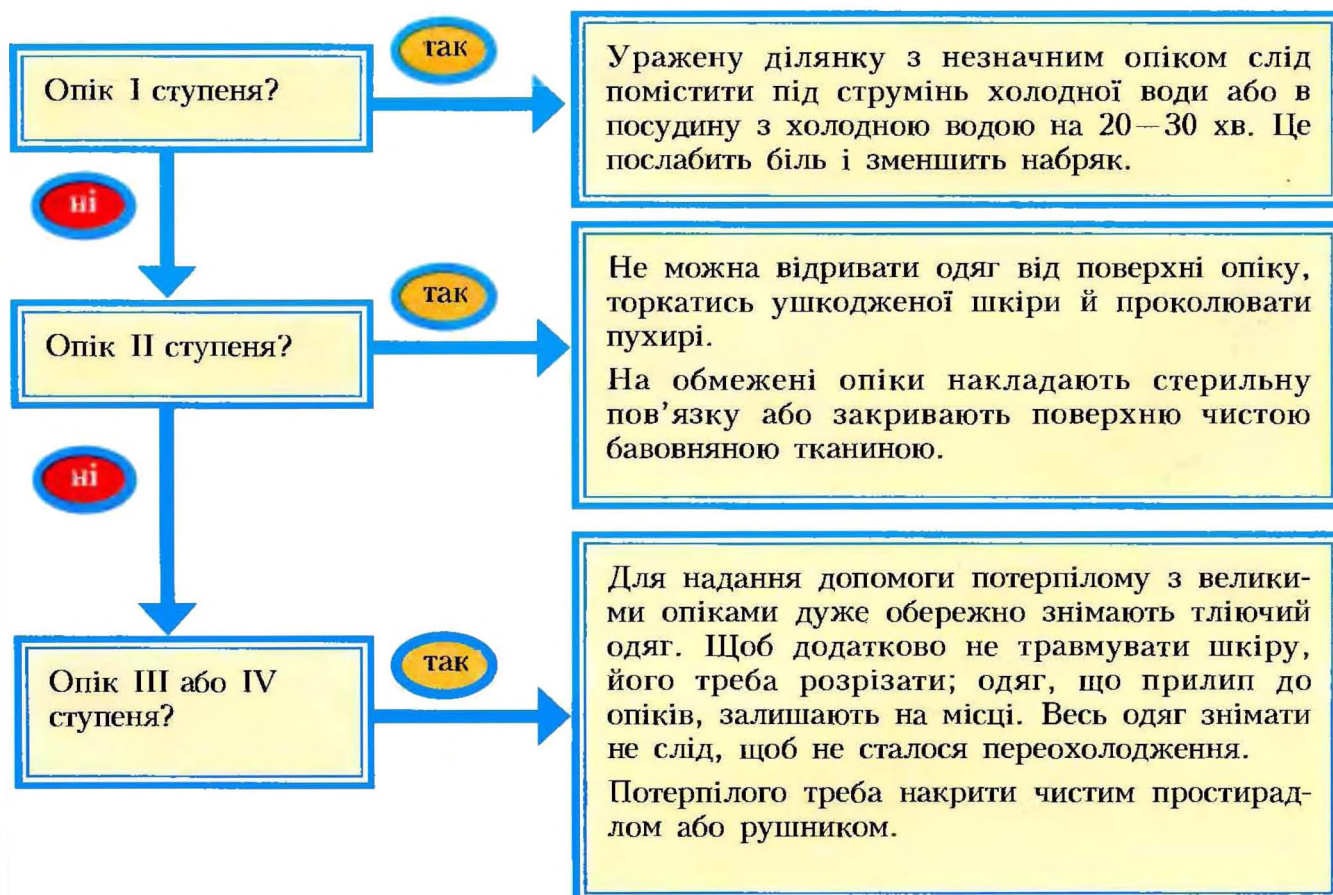 Опік I ступеня?
так
Уражену ділянку з незначним опіком слід
помістити під струмінь холодної води або в
посудину з холодною водою на 20—30 хв. Це
послабить біль і зменшить набряк.
ні
Опік II ступеня?
так
Не можна відривати одяг від поверхні опіку,
торкатись ушкодженої шкіри й проколювати
пухирі.
На обмежені опіки накладають стерильну
пов’язку або закривають поверхню чистою
бавовняною тканиною.
ні
Опік III або IV
ступеня?
так
Для надання допомоги потерпілому з велики-
ми опіками дуже обережно знімають тліючий
одяг. Щоб додатково не травмувати шкіру,
його треба розрізати; одяг, що прилип до
опіків, залишають на місці. Весь одяг знімати
не слід, щоб не сталося переохолодження.
Потерпілого треба накрити чистим простирад-
лом або рушником.